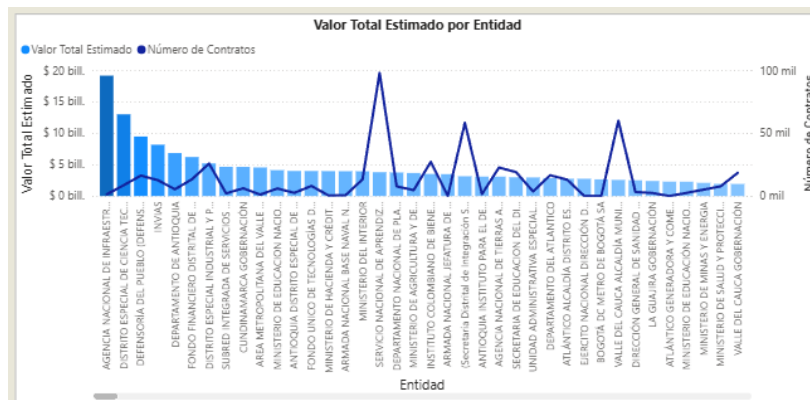 Valor Total Estimado por Entidad
Valor Total Estimado Número de Contratos
Valor Total Estimado
$ 20 bill.
$ 15 bill.
$ 10 bill.
$ 5 bill.
$ 0 bill.
100 mil
50 mil
0 mil
Número de Contratos
AGENCIA NACIONAL DE INFRAESTR...
DISTRITO ESPECIAL DE CIENCIA TEC...
DEFENSORÍA DEL PUEBLO (DEFENS...
INVIAS
DEPARTAMENTO DE ANTIOQUIA
FONDO FINANCIERO DISTRITAL DE...
DISTRITO ESPECIAL INDUSTRIAL Y P...
SUBRED INTEGRADA DE SERVICIOS ...
CUNDINAMARCA GOBERNACIÓN
AREA METROPOLITANA DEL VALLE ...
MINISTERIO DE EDUCACION NACIO...
ANTIOQUIA DISTRITO ESPECIAL DE ...
FONDO UNICO DE TECNOLOGÍAS D...
MINISTERIO DE HACIENDA Y CRÉDIT...
ARMADA NACIONAL BASE NAVAL N...
MINISTERIO DEL INTERIOR
SERVICIO NACIONAL DE APRENDIZ...
DEPARTAMENTO NACIONAL DE PLA...
MINISTERIO DE AGRICULTURA Y DE...
INSTITUTO COLOMBIANO DE BIENE...
ARMADA NACIONAL JEFATURA DE ...
(Secretaría Distrital de Integración S...
ANTIOQUIA INSTITUTO PARA EL DE...
AGENCIA NACIONAL DE TIERRAS A...
SECRETARIA DE EDUCACION DEL DI...
UNIDAD ADMINISTRATIVA ESPECIAL...
DEPARTAMENTO DEL ATLANTICO
ATLÁNTICO ALCALDÍA DISTRITO ES...
EJERCITO NACIONAL DIRECCIÓN D...
BOGOTA DC METRO DE BOGOTÁ SA
VALLE DEL CAUCA ALCALDÍA MUNI...
DIRECCIÓN GENERAL DE SANIDAD
LA GUAJIRA GOBERNACIÓN
ATLÁNTICO GENERADORA Y COME...
MINISTERIO DE EDUCACIÓN NACIO...
MINISTERIO DE MINAS Y ENERGIA
MINISTERIO DE SALUD Y PROTECCI...
VALLE DEL CAUCA GOBERNACIÓN
Entidad